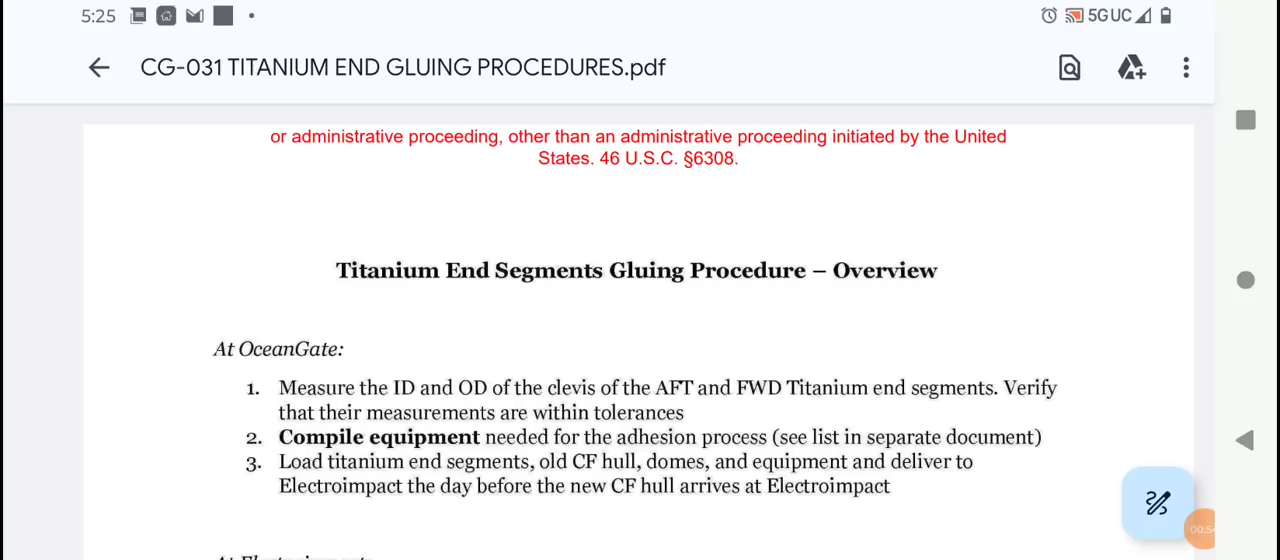 5:25
5G UC
CG-031 TITANIUM END GLUING PROCEDURES.pdf
or administrative proceeding, other than an administrative proceeding initiated by the United
States. 46 U.S.C. §6308.
Titanium End Segments Gluing Procedure – Overview
At OceanGate:
1. Measure the ID and OD of the clevis of the AFT and FWD Titanium end segments. Verify
that their measurements are within tolerances
2. Compile equipment needed for the adhesion process (see list in separate document)
3. Load titanium end segments, old CF hull, domes, and equipment and deliver to
Electroimpact the day before the new CF hull arrives at Electroimpact